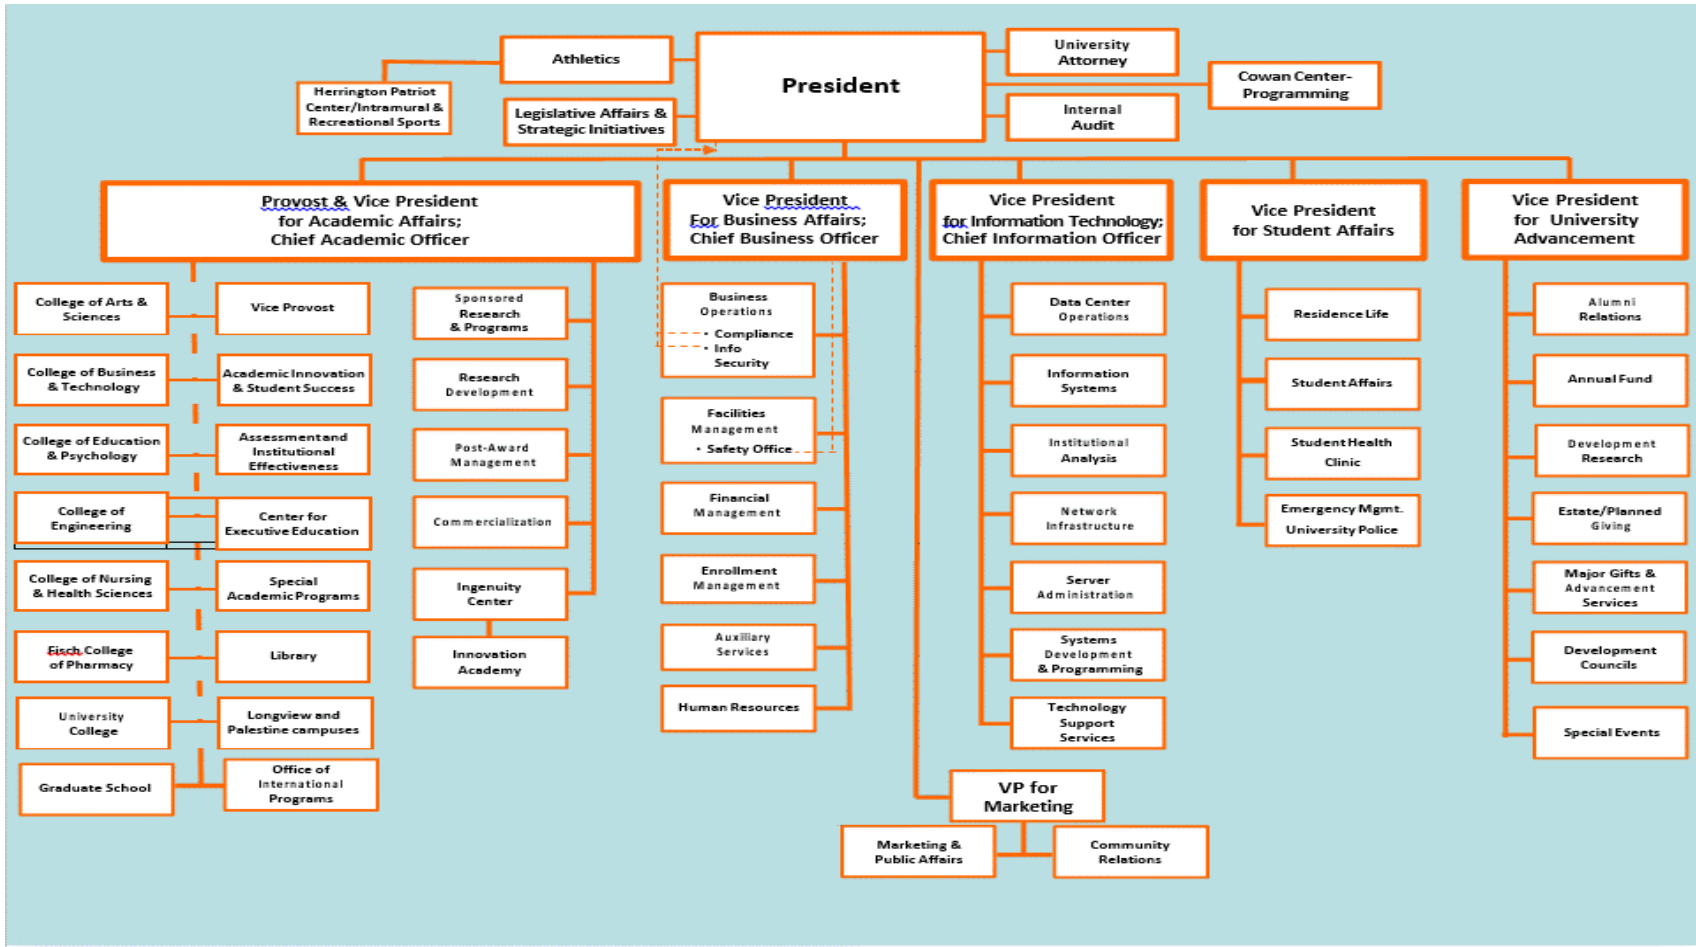 Athletics
President
University
Attorney
Cowan Center-
Programming
Herrington Patriot
Center/Intramural &
Recreational Sports
Legislative Affairs &
Strategic Initiatives
Internal
Audit
Provost & Vice President
for Academic Affairs;
Chief Academic Officer
Vice President
For Business Affairs;
Chief Business Officer
Vice President
for Information Technology;
Chief Information Officer
Vice President
for Student Affairs
Vice President
for University
Advancement
College of Arts &
Sciences
College of Business
& Technology
College of Education
& Psychology
College of
Engineering
College of Nursing
& Health Sciences
Fisch College
of Pharmacy
University
College
Graduate School
Vice Provost
Academic Innovation
& Student Success
Assessment and
Institutional
Effectiveness
Center for
Executive Education
Special
Academic Programs
Library
Longview and
Palestine campuses
Office of
International
Programs
Sponsored
Research
& Programs
Research
Development
Post-Award
Management
Commercialization
Ingenuity
Center
Innovation
Academy
Business
Operations
• Compliance
• Info
Security
Facilities
Management
• Safety Office
Financial
Management
Enrollment
Management
Auxiliary
Services
Human Resources
Data Center
Operations
Information
Systems
Institutional
Analysis
Network
Infrastructure
Server
Administration
Systems
Development
& Programming
Technology
Support
Services
Residence Life
Student Affairs
Student Health
Clinic
Emergency Mgmt.
University Police
Alumni
Relations
Annual Fund
Development
Research
Estate/Planned
Giving
Major Gifts &
Advancement
Services
Development
Councils
Special Events
VP for
Marketing
Marketing &
Public Affairs
Community
Relations